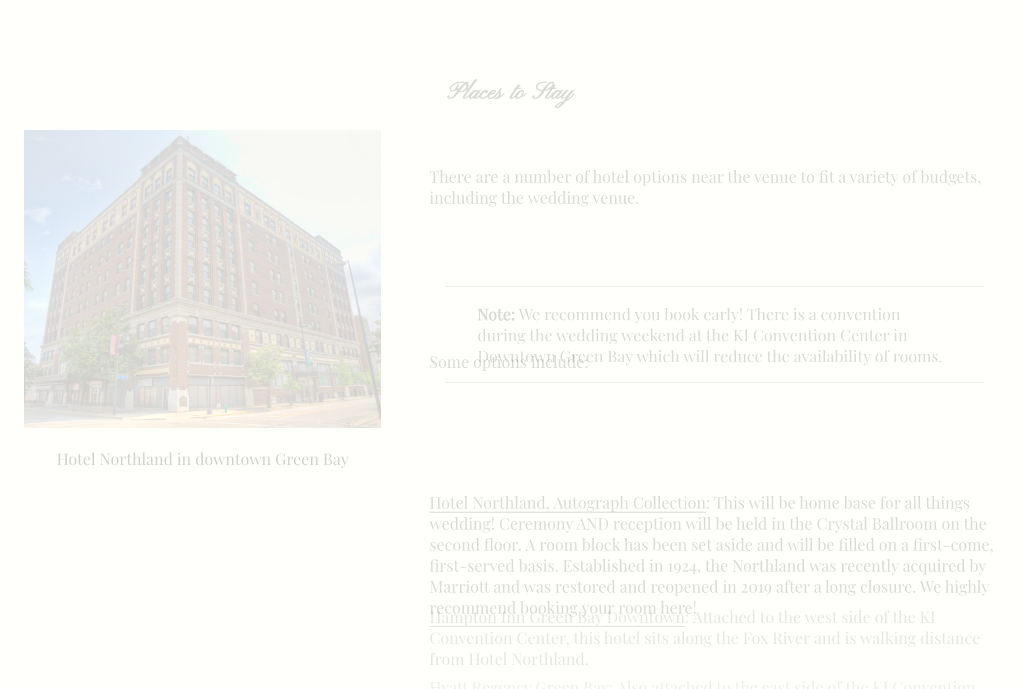 Places to Stay
There are a number of hotel options near the venue to fit a variety of budgets,
including the wedding venue.
Note: We recommend you book early! There is a convention
during the wedding weekend at the KI Convention Center in
Downtown Green Bay which will reduce the availability of rooms.
Some options include:
Hotel Northland in downtown Green Bay
Hotel Northland, Autograph Collection: This will be home base for all things
wedding! Ceremony AND reception will be held in the Crystal Ballroom on the
second floor. A room block has been set aside and will be filled on a first-come,
first-served basis. Established in 1924, the Northland was recently acquired by
Marriott and was restored and reopened in 2019 after a long closure. We highly
recommend booking your room here!
Hampton Inn Green Bay Downtown: Attached to the west side of the KI
Convention Center, this hotel sits along the Fox River and is walking distance
from Hotel Northland.
Hyatt Regency Green Bay: Also attached to the east side of the KI Convention